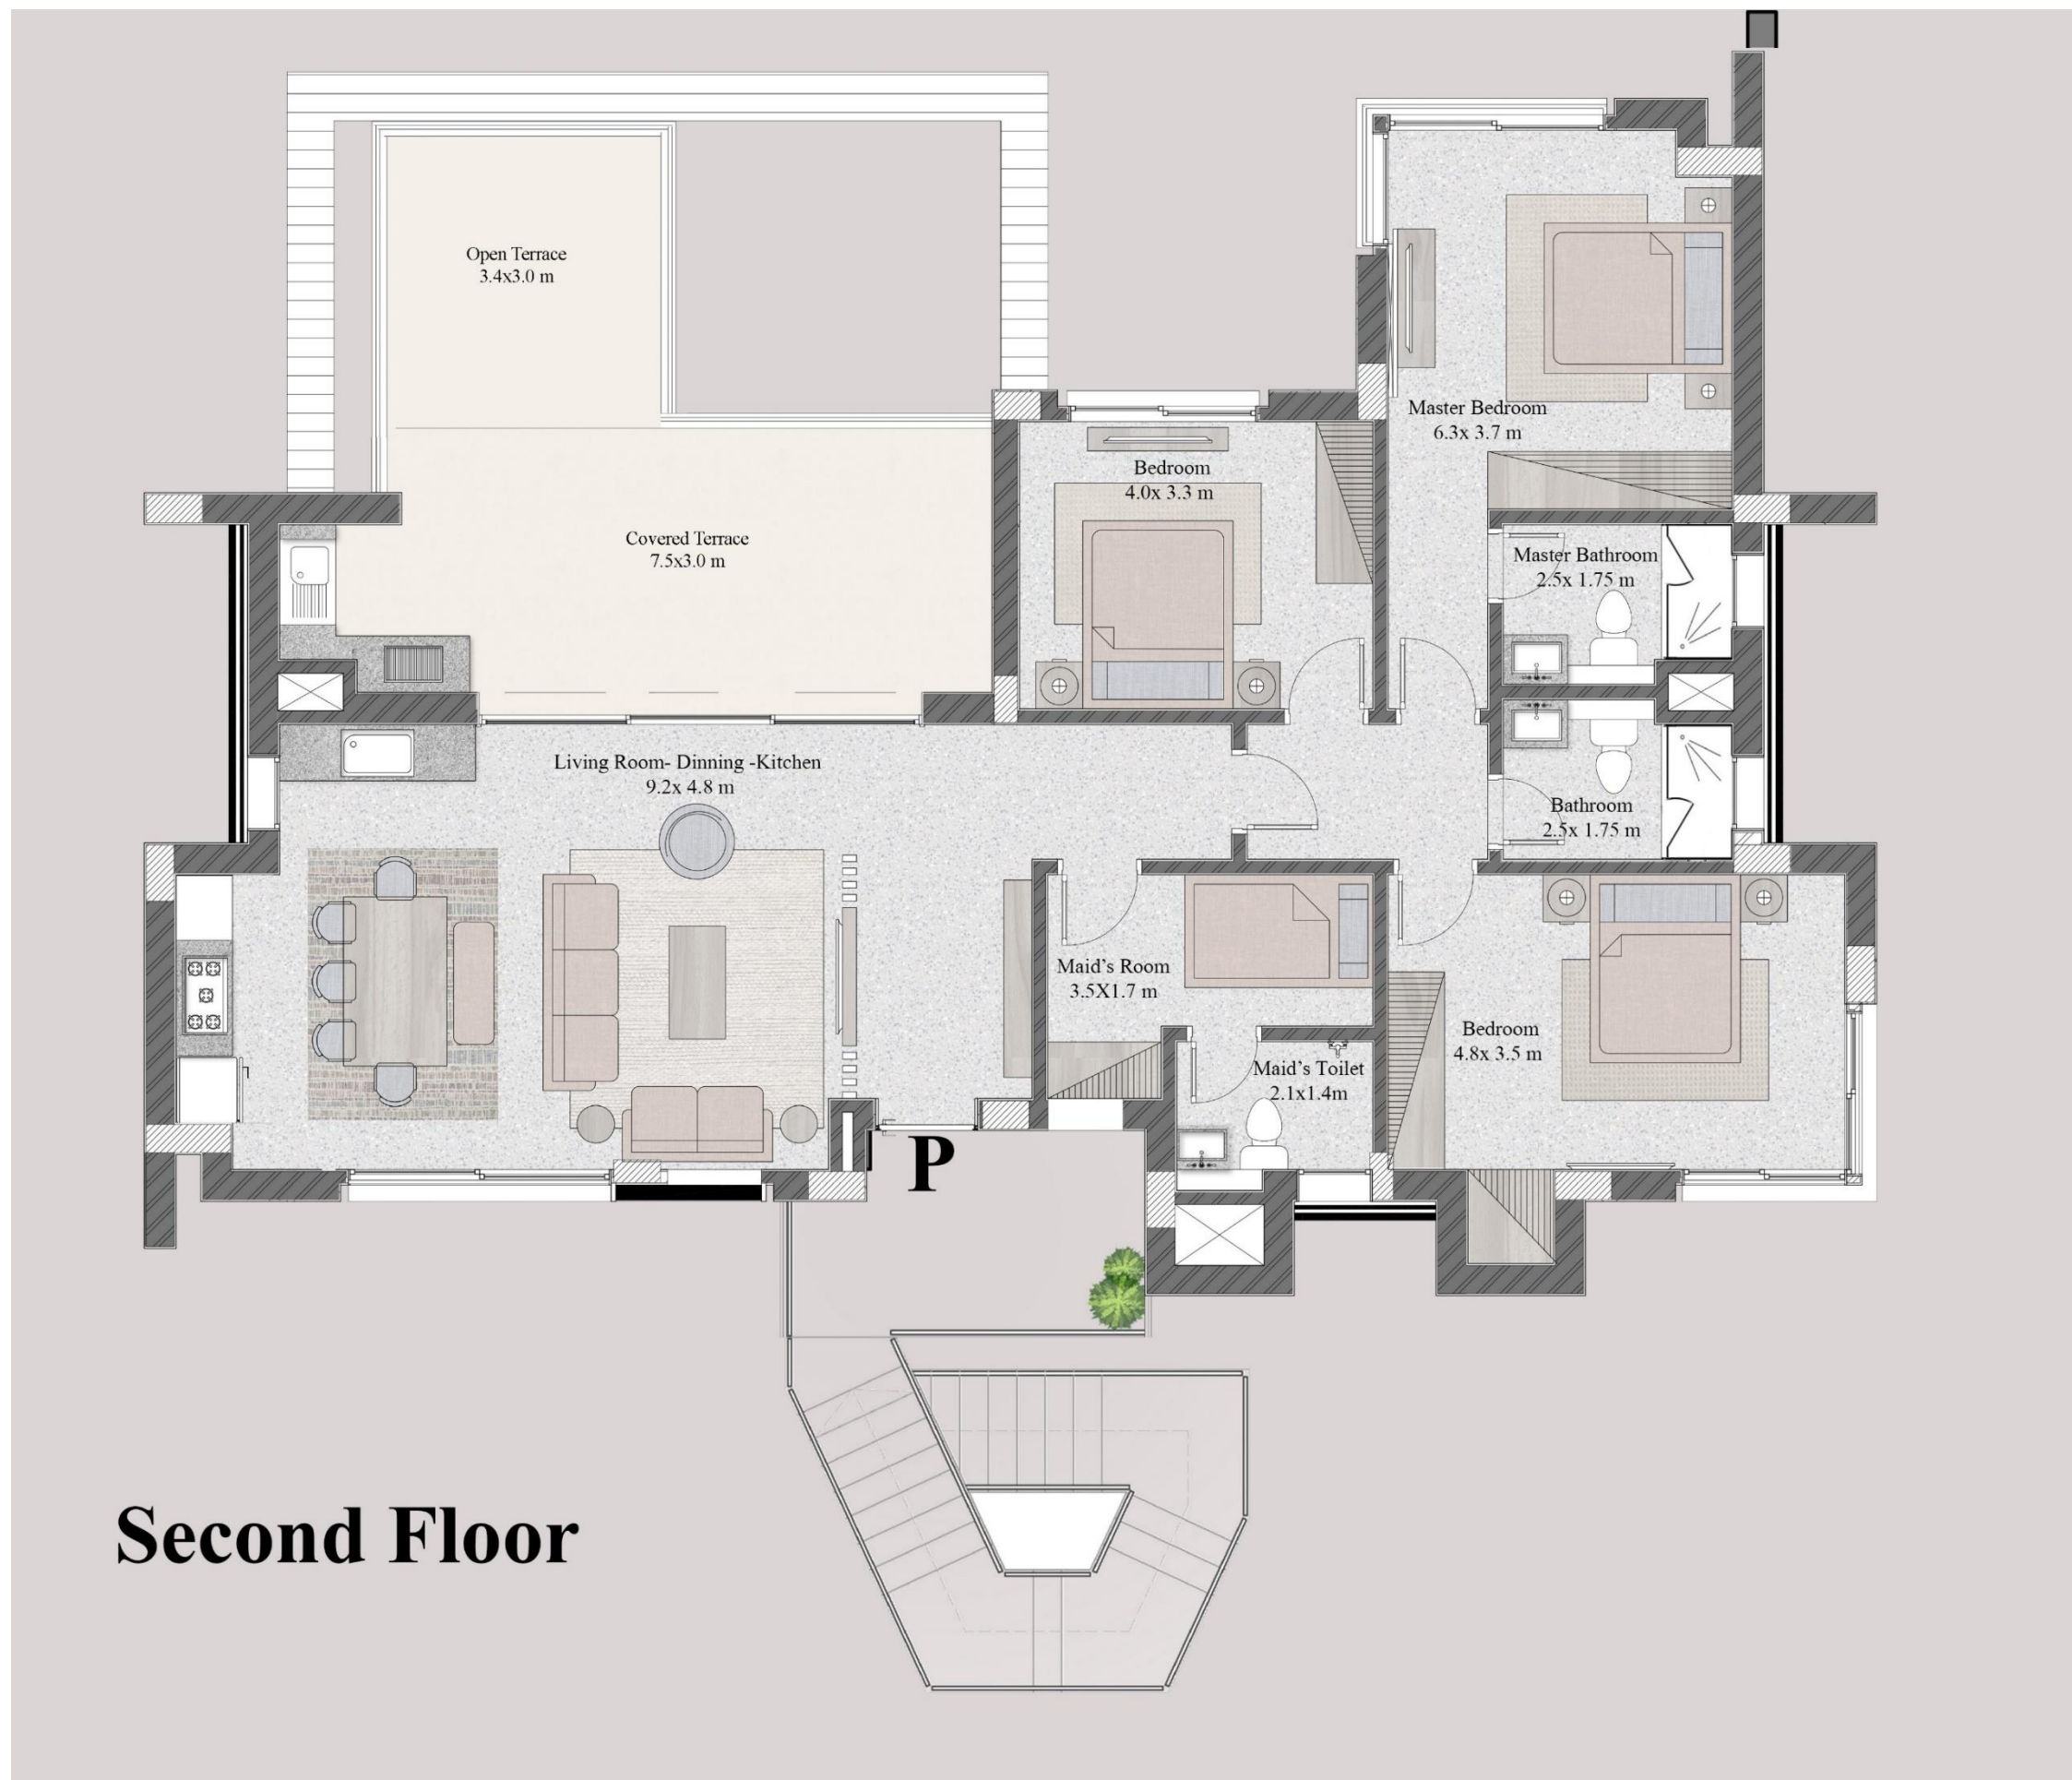 Open Terrace
3.4x3.0 m
Master Bedroom
6.3x 3.7 m
Bedroom
4.0x 3.3 m
Covered Terrace
7.5x3.0 m
Master Bathroom
2.5x 1.75 m
Living Room- Dinning -Kitchen
9.2x 4.8 m
Bathroom
2.5x 1.75 m
Maid's Room
3.5X1.7 m
Bedroom
4.8x 3.5 m
Maid's Toilet
2.1x1.4m
P
Second Floor